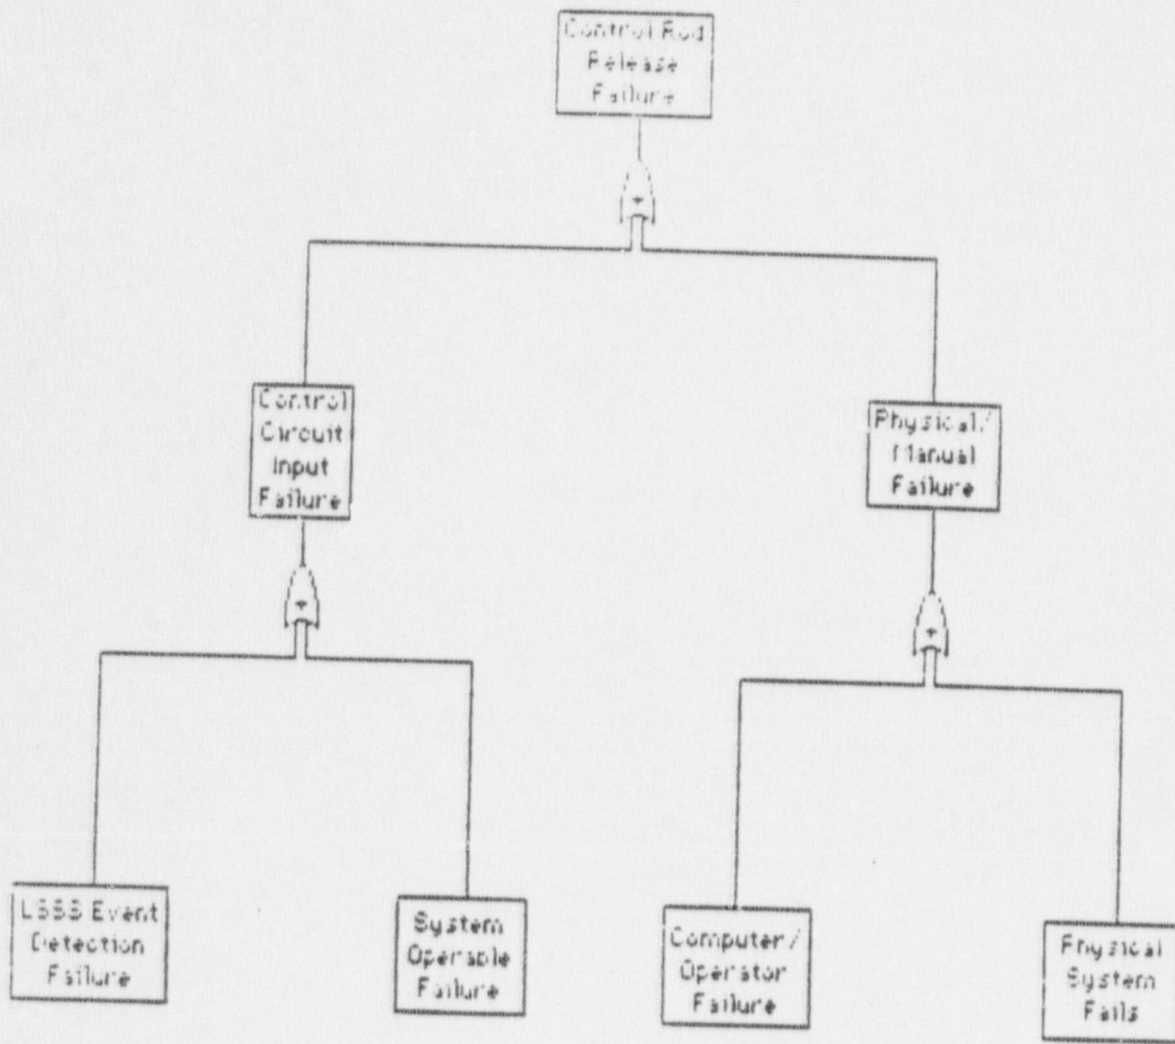 Control Rod
Release
Failure
Control
Circuit
Input
Failure
Physical/
Manual
Failure
LSSS Event
Detection
Failure
System
Operable
Failure
Computer/
Operator
Failure
Physical
System
Fails